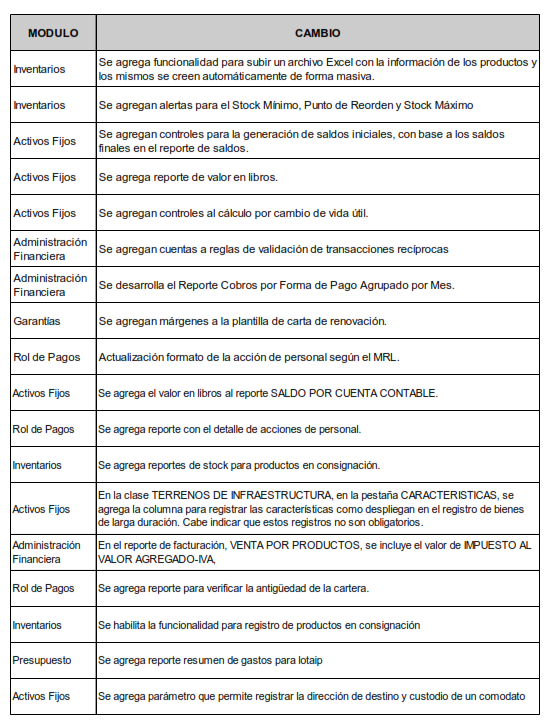 MODULO CAMBIO
Inventarios Se agrega funcionalidad para subir un archivo Excel con la información de los productos y
los mismos se creen automáticamente de forma masiva.
Inventarios Se agregan alertas para el Stock Mínimo, Punto de Reorden y Stock Máximo
Activos Fijos Se agregan controles para la generación de saldos iniciales, con base a los saldos
finales en el reporte de saldos.
Activos Fijos Se agrega reporte de valor en libros.
Activos Fijos Se agregan controles al cálculo por cambio de vida útil.
Administración
Financiera Se agregan cuentas a reglas de validación de transacciones recíprocas
Administración
Financiera Se desarrolla el Reporte Cobros por Forma de Pago Agrupado por Mes.
Garantías Se agregan márgenes a la plantilla de carta de renovación.
Rol de Pagos Actualización formato de la acción de personal según el MRL.
Activos Fijos Se agrega el valor en libros al reporte SALDO POR CUENTA CONTABLE.
Rol de Pagos Se agrega reporte con el detalle de acciones de personal.
Inventarios Se agrega reportes de stock para productos en consignación.
Activos Fijos En la clase TERRENOS DE INFRAESTRUCTURA, en la pestaña CARACTERISTICAS, se
agrega la columna para registrar las características como despliegan en el registro de bienes
de larga duración. Cabe indicar que estos registros no son obligatorios.
Administración En el reporte de facturación, VENTA POR PRODUCTOS, se incluye el valor de IMPUESTO AL
Financiera VALOR AGREGADO-IVA,
Rol de Pagos Se agrega reporte para verificar la antigüedad de la cartera.
Inventarios Se habilita la funcionalidad para registro de productos en consignación
Presupuesto Se agrega reporte resumen de gastos para lotaip
Activos Fijos Se agrega parámetro que permite registrar la dirección de destino y custodio de un comodato